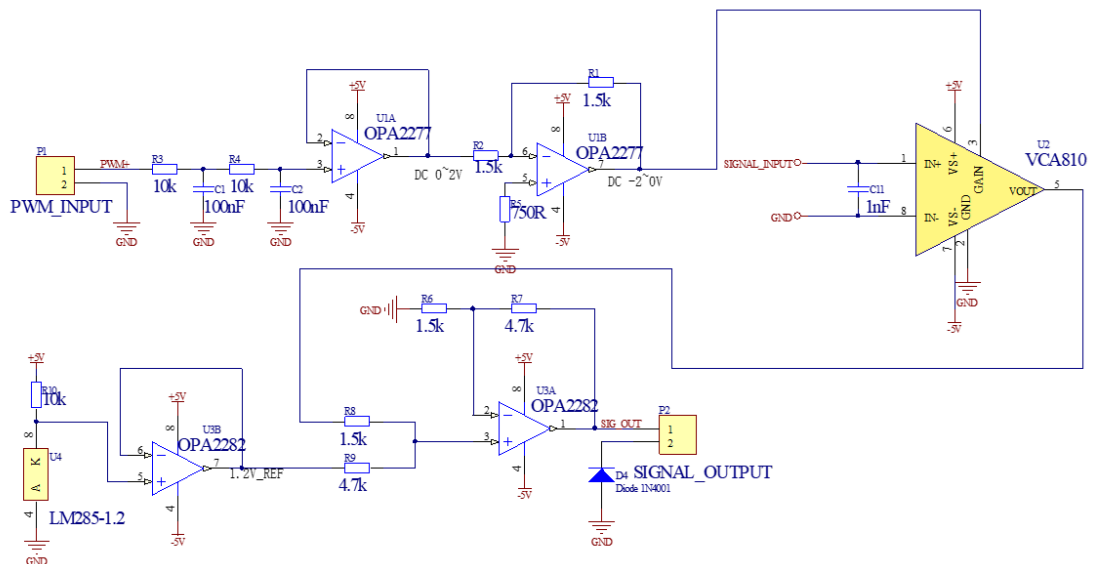 P1
1
2
PWM_INPUT
PWM+
GND
R3
10k
C1
100nF
GND
R4
10k
C2
100nF
GND
+5V
8
2
3
1
4
-5V
U1A
OPA2277
DC 0~2V
R2
1.5k
R1
1.5k
+5V
8
6
5
7
4
-5V
U1B
OPA2277
R5
750R
GND
DC -2~0V
SIGNAL_INPUT
GND
C11
1nF
+5V
6
3
1
8
IN+
IN-
VS+
GAIN
VS-
GND
VOUT
5
7
2
U2
VCA810
GND
-5V
GND
R6
1.5k
R7
4.7k
+5V
R10
10k
8
K
A
U4
4
LM285-1.2
GND
+5V
8
6
5
7
4
-5V
U3B
OPA2282
1.2V_REF
R8
1.5k
R9
4.7k
+5V
8
2
3
1
4
-5V
U3A
OPA2282
SIG_OUT
P2
1
2
SIGNAL_OUTPUT
D4
Diode 1N4001
GND